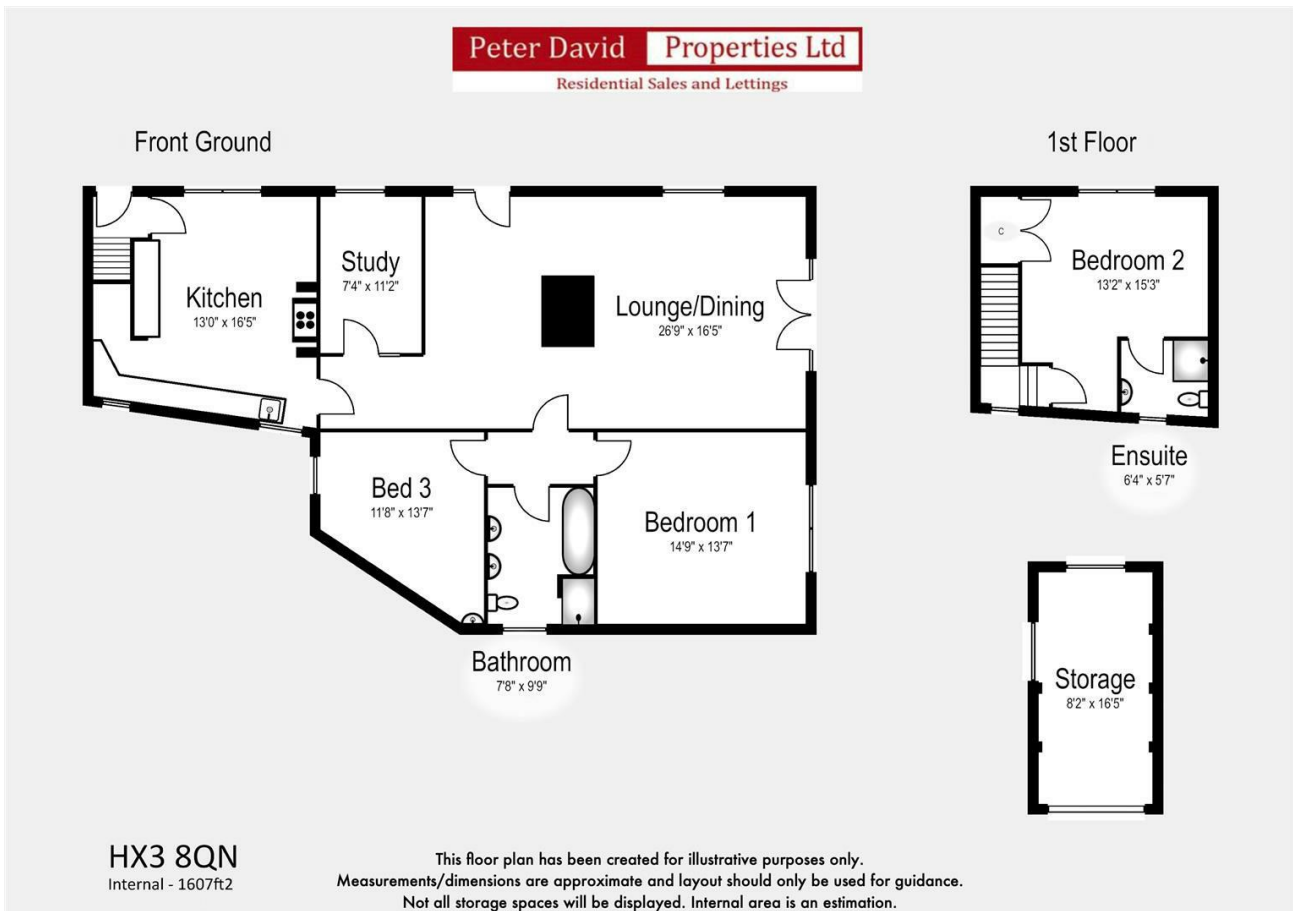 Peter David Properties Ltd
Residential Sales and Lettings
Front Ground
1st Floor
Kitchen
13'0" x 16'5"
Study
7'4" x 11'2"
Lounge/Dining
26'9" x 16'5"
C
Bedroom 2
13'2" x 15'3"
Ensuite
6'4" x 5'7"
Bed 3
11'8" x 13'7"
Bedroom 1
14'9" x 13'7"
Bathroom
7'8" x 9'9"
Storage
8'2" x 16'5"
HX3 8QN
Internal - 1607ft2
This floor plan has been created for illustrative purposes only.
Measurements/dimensions are approximate and layout should only be used for guidance.
Not all storage spaces will be displayed. Internal area is an estimation.